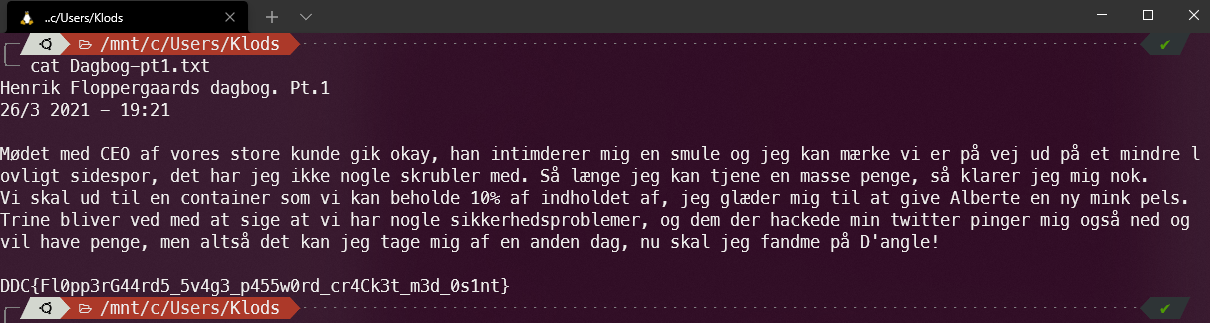 ..c/Users/Klods
/mnt/c/Users/Klods
cat Dagbog-pt1.txt
Henrik Floppergaards dagbog. Pt.1
26/3 2021 - 19:21
Mødet med CEO af vores store kunde gik okay, han intimderer mig en smule og jeg kan mærke vi er på vej ud på et mindre l
ovligt sidespor, det har jeg ikke nogle skrubler med. Så længe jeg kan tjene en masse penge, så klarer jeg mig nok.
Vi skal ud til en container som vi kan beholde 10% af indholdet af, jeg glæder mig til at give Alberte en ny mink pels.
Trine bliver ved med at sige at vi har nogle sikkerhedsproblemer, og dem der hackede min twitter pinger mig også ned og
vil have penge, men altså det kan jeg tage mig af en anden dag, nu skal jeg fandme på D'angle!
DDC{Fl0pp3rG44rd5_5v4g3_p455w0rd_cr4Ck3t_m3d_0s1nt}
/mnt/c/Users/Klods